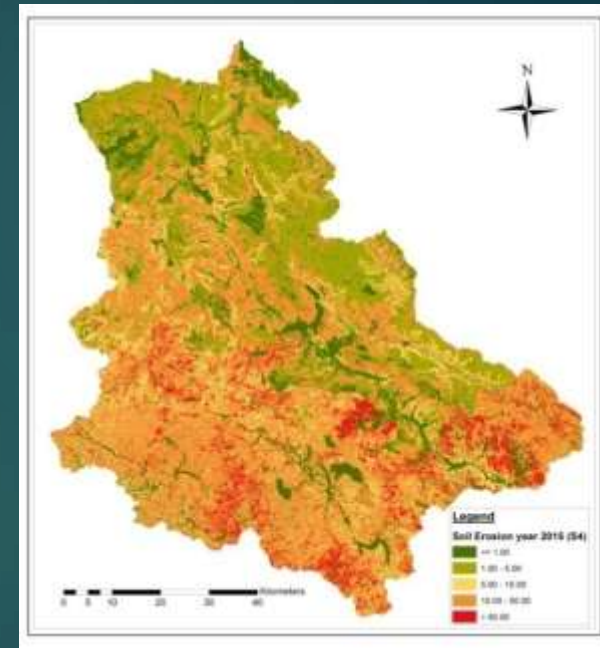 N
Legend
Soil Erosion year 2015 (S4)
<= 1.00
1.00 - 5.00
5.00 - 10.00
10.00 - 50.00
> 50.00
0 5 10 20 30 40
Kilometers